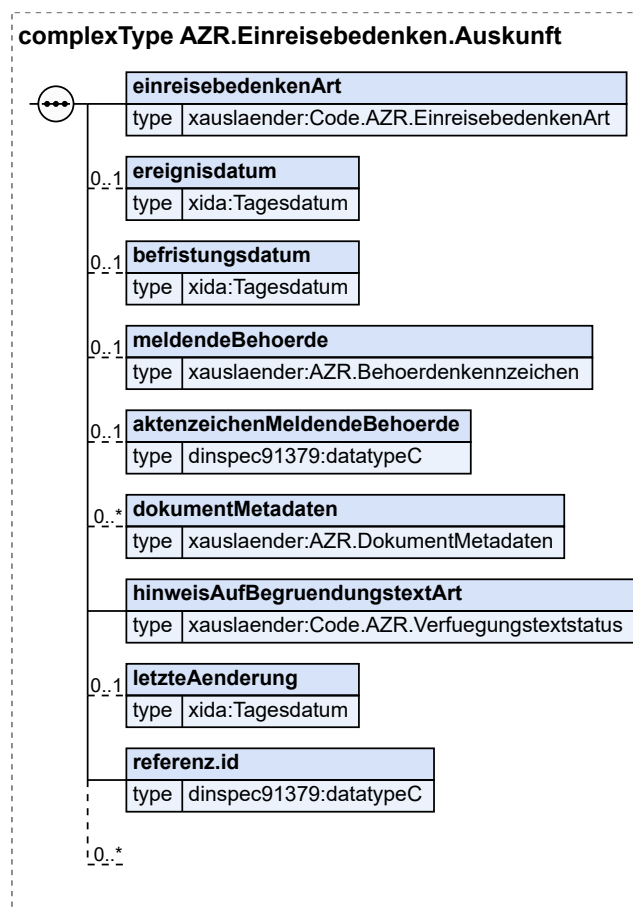 complexType AZR.Einreisebedenken.Auskunft
einreisebedenkenArt
type xauslaender:Code.AZR.EinreisebedenkenArt
0..1 ereignisdatum
type xida:Tagesdatum
0..1 befristungsdatum
type xida:Tagesdatum
0..1 meldendeBehoerde
type xauslaender:AZR.Behoerdenkennzeichen
0..1 aktenzeichenMeldendeBehoerde
type dinspec91379:datatypeC
0..* dokumentMetadaten
type xauslaender:AZR.DokumentMetadaten
hinweisAufBegruendungstextArt
type xauslaender:Code.AZR.Verfuegungstextstatus
0..1 letzteAenderung
type xida:Tagesdatum
referenz.id
type dinspec91379:datatypeC
0..*